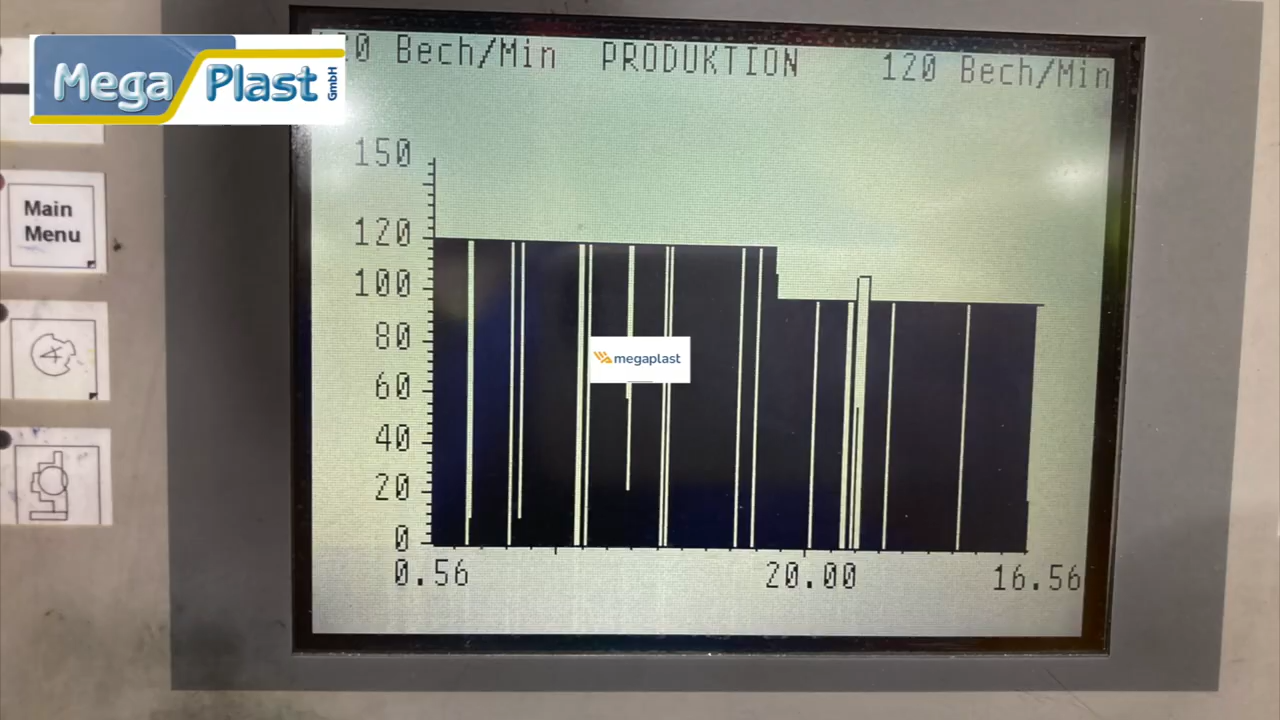 Mega Plast GmbH
20 Bech/Min PRODUKTION 120 Bech/Min
150
Main
Menu
120
100
80
megaplast
60
40
20
0
0.56 20.00 16.56